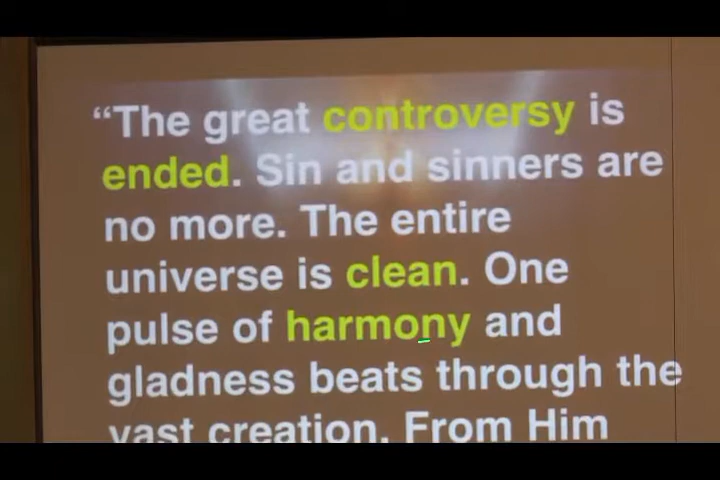 “The great controversy is
ended. Sin and sinners are
no more. The entire
universe is clean. One
pulse of harmony and
gladness beats through the
vast creation. From Him